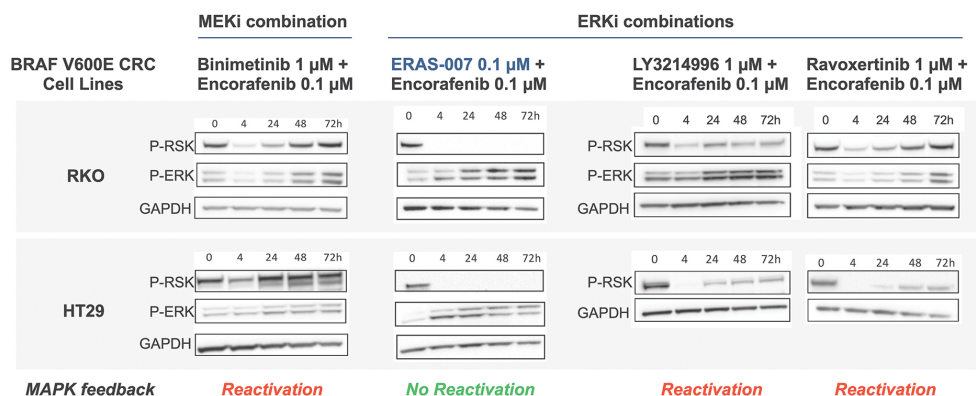 MEKi combination
ERKi combinations
BRAF V600E CRC
Cell Lines
Binimetinib 1 µM +
Encorafenib 0.1 µM
ERAS-007 0.1 µM +
Encorafenib 0.1 µM
LY3214996 1 µM +
Encorafenib 0.1 µM
Ravoxertinib 1 µM +
Encorafenib 0.1 µM
RKO
0 4 24 48 72h
P-RSK
P-ERK
GAPDH
0 4 24 48 72h
0 4 24 48 72h
P-RSK
P-ERK
GAPDH
0 4 24 48 72h
HT29
0 4 24 48 72h
P-RSK
P-ERK
GAPDH
0 4 24 48 72h
0 4 24 48 72h
P-RSK
GAPDH
0 4 24 48 72h
MAPK feedback
Reactivation
No Reactivation
Reactivation
Reactivation